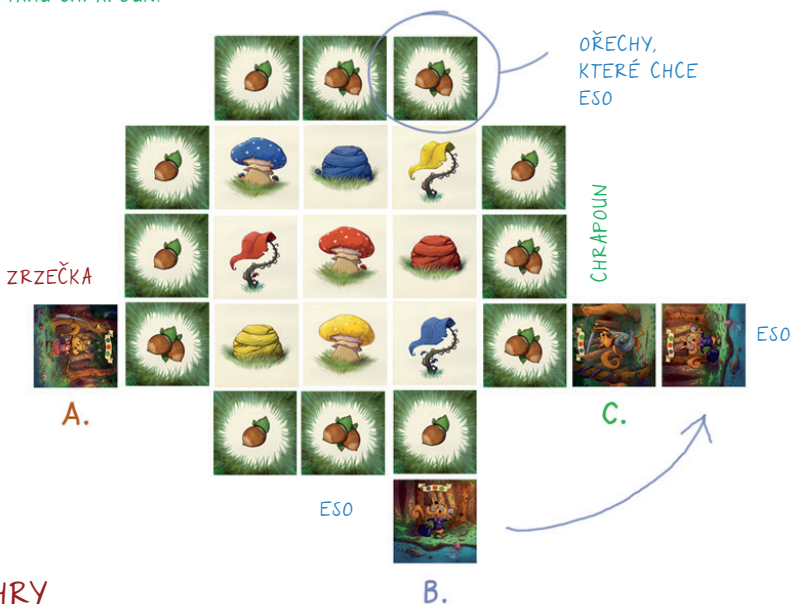 OŘECHY,
KTERÉ CHCE
ESO
CHRAPOUN
ZRZEČKA
ESO
A.
C.
ESO
B.
HRY